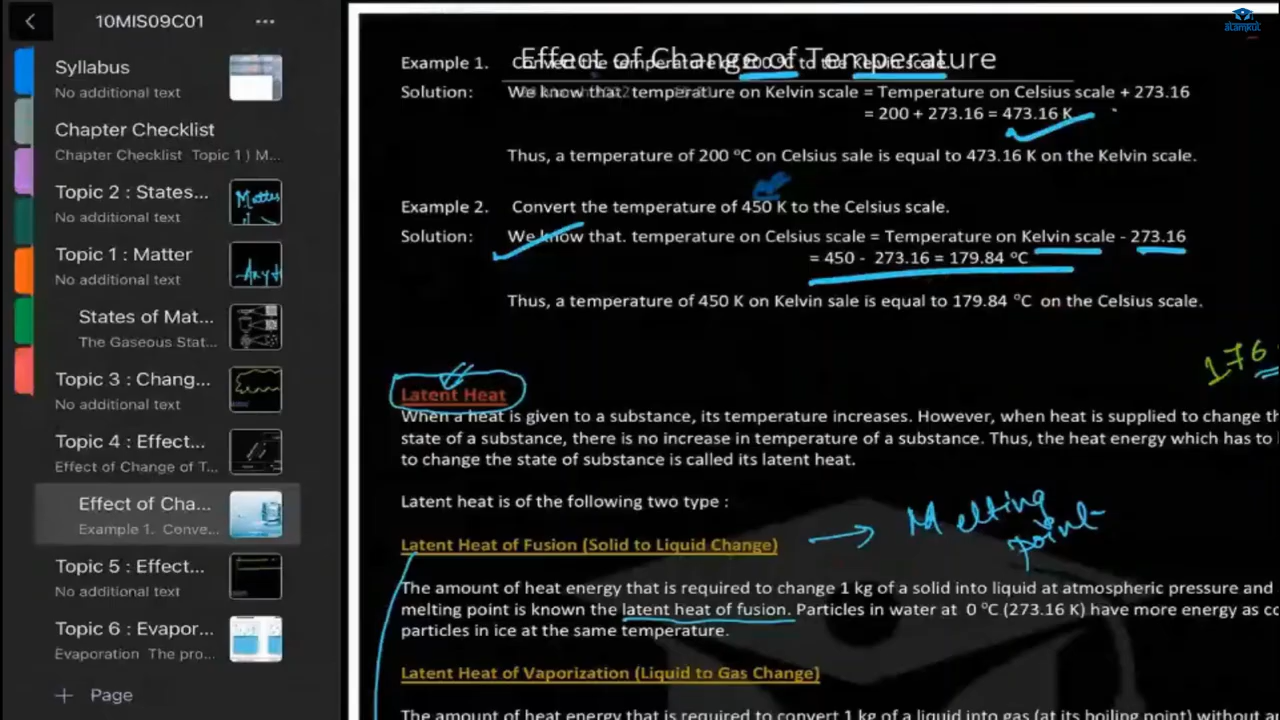 10MIS09C01
Syllabus
No additional text
Chapter Checklist
Chapter Checklist Topic 1 ) M...
Topic 2 : States...
No additional text
Topic 1 : Matter
No additional text
States of Mat...
The Gaseous Stat...
Topic 3 : Chang...
No additional text
Topic 4 : Effect...
Effect of Change of T...
Effect of Cha...
Example 1. Conve...
Topic 5 : Effect...
No additional text
Topic 6 : Evapor...
Evaporation The pro...
Page
alamkul
Effect of Change of Temperature
Example 1. Convert the temperature of 200 °C to the Kelvin scale.
Solution: We know that. temperature on Kelvin scale = Temperature on Celsius scale + 273.16
= 200 + 273.16 = 473.16 K
Thus, a temperature of 200 °C on Celsius sale is equal to 473.16 K on the Kelvin scale.
Example 2. Convert the temperature of 450 K to the Celsius scale.
Solution: We know that. temperature on Celsius scale = Temperature on Kelvin scale - 273.16
= 450 - 273.16 = 179.84 °C
Thus, a temperature of 450 K on Kelvin sale is equal to 179.84 °C on the Celsius scale.
176
Latent Heat
When a heat is given to a substance, its temperature increases. However, when heat is supplied to change th
state of a substance, there is no increase in temperature of a substance. Thus, the heat energy which has to
to change the state of substance is called its latent heat.
Latent heat is of the following two type :
Latent Heat of Fusion (Solid to Liquid Change) → Melting
point
The amount of heat energy that is required to change 1 kg of a solid into liquid at atmospheric pressure and
melting point is known the latent heat of fusion. Particles in water at 0 °C (273.16 K) have more energy as co
particles in ice at the same temperature.
Latent Heat of Vaporization (Liquid to Gas Change)
The amount of heat energy that is required to convert 1 kg of a liquid into gas (at its boiling point) without a